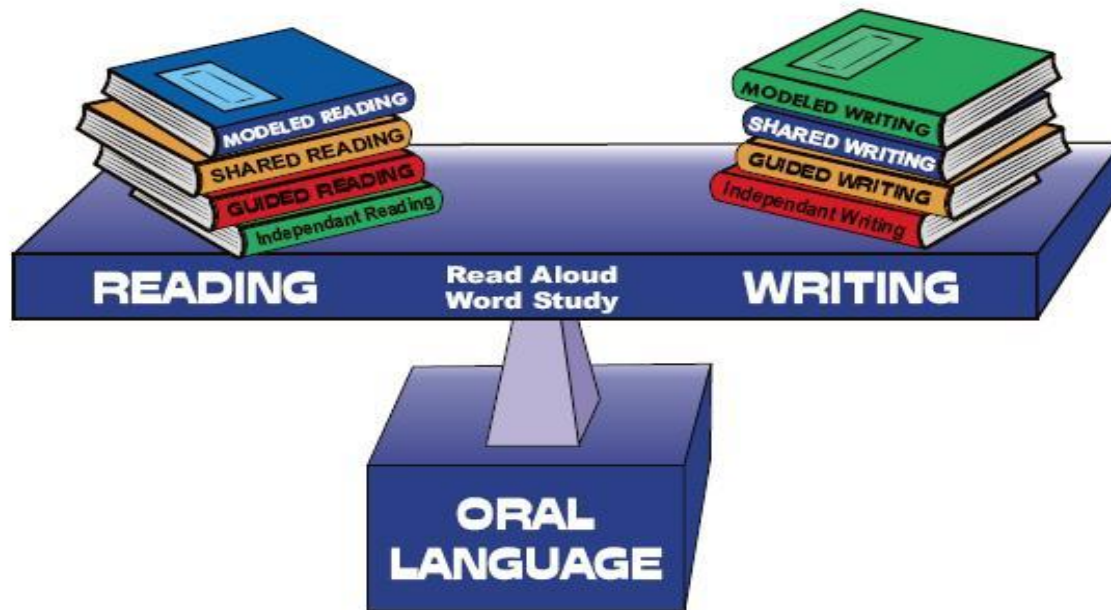 MODELED READING
SHARED READING
GUIDED READING
Independant Reading
MODELED WRITING
SHARED WRITING
GUIDED WRITING
Independant Writing
READING
Read Aloud
Word Study
WRITING
ORAL
LANGUAGE